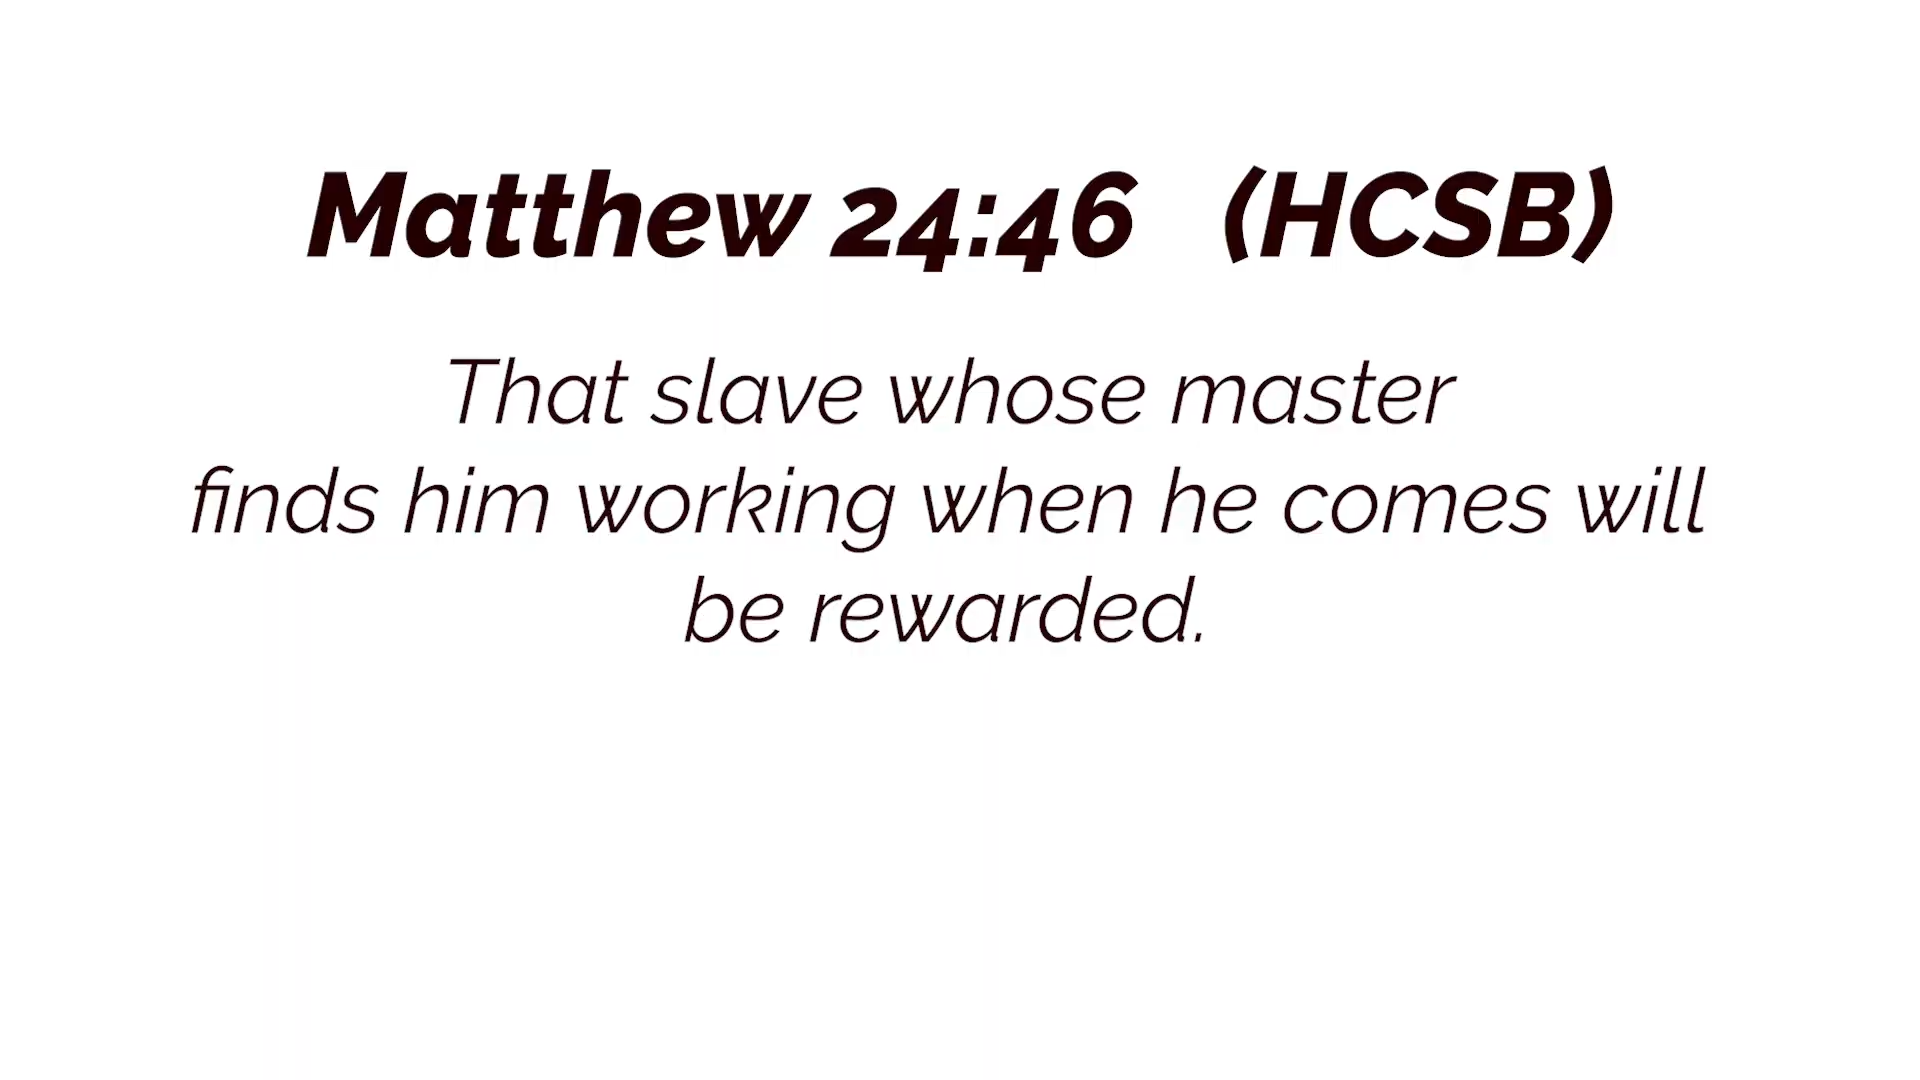 Matthew 24:46   (HCSB)
That slave whose master
finds him working when he comes will
be rewarded.